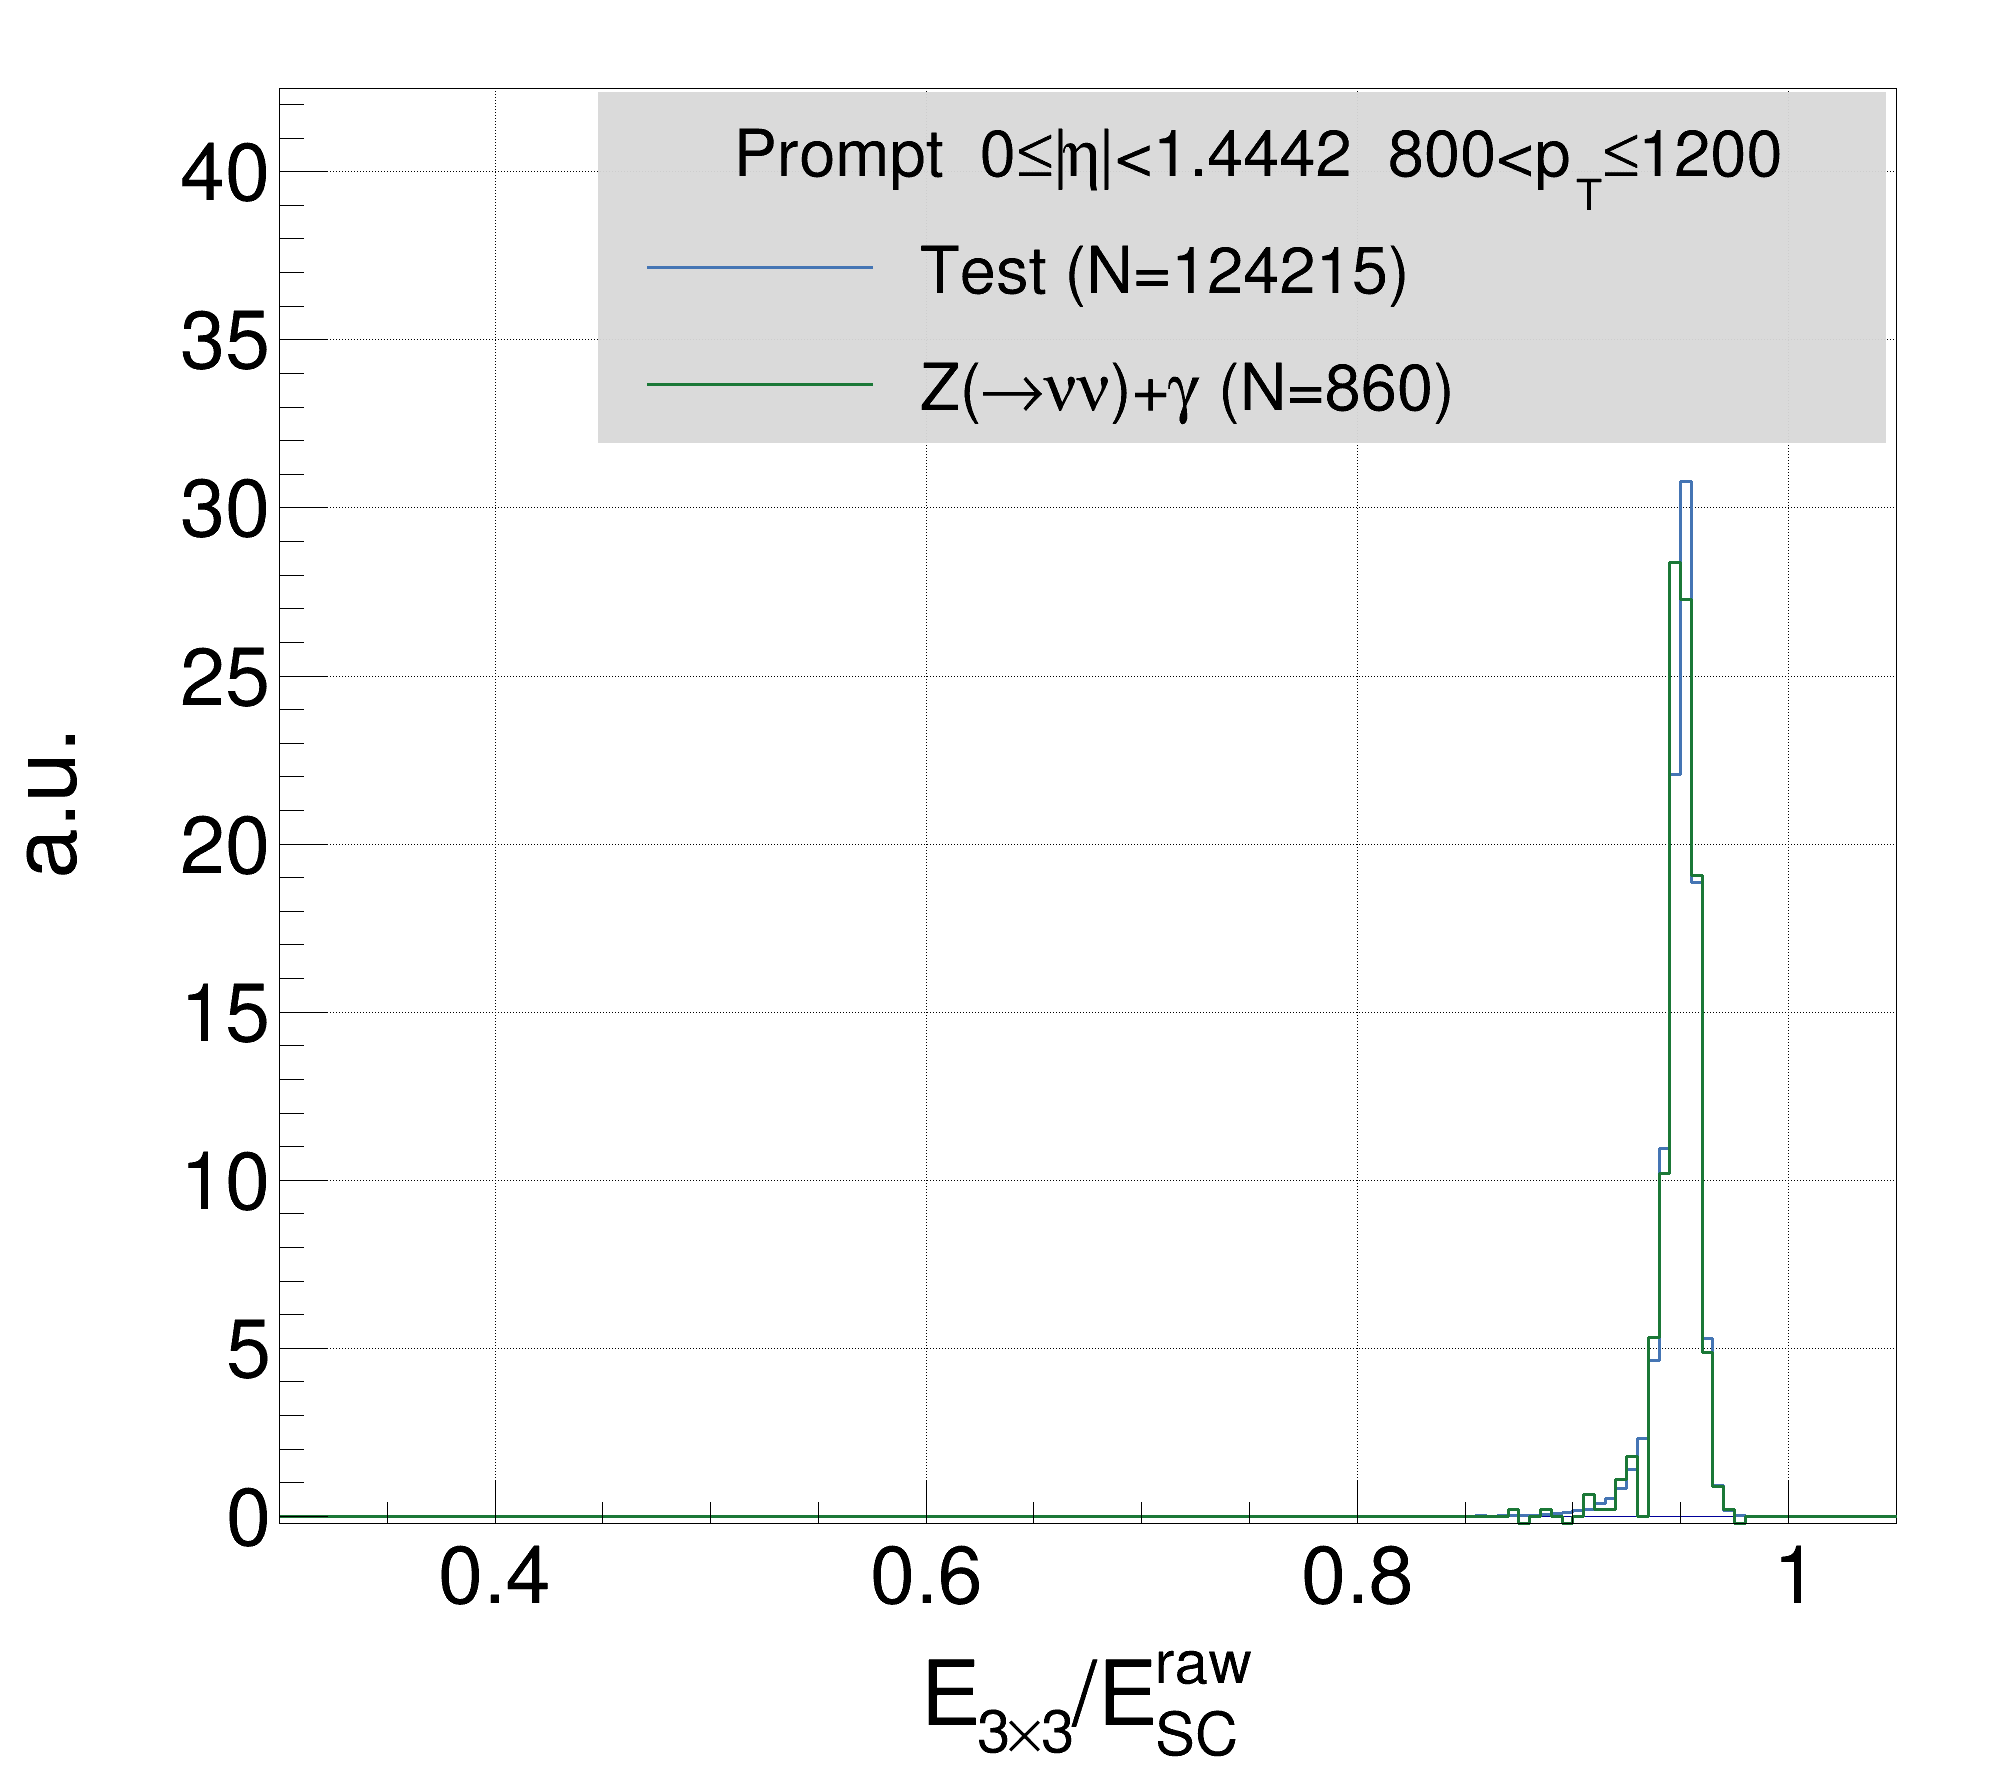 Prompt 0≤|η|<1.4442 800<p_T≤1200
Test (N=124215)
Z(→νν)+γ (N=860)
40
35
30
25
20
15
10
5
0
a.u.
0.4 0.6 0.8 1
E_3×3/E_SC^raw